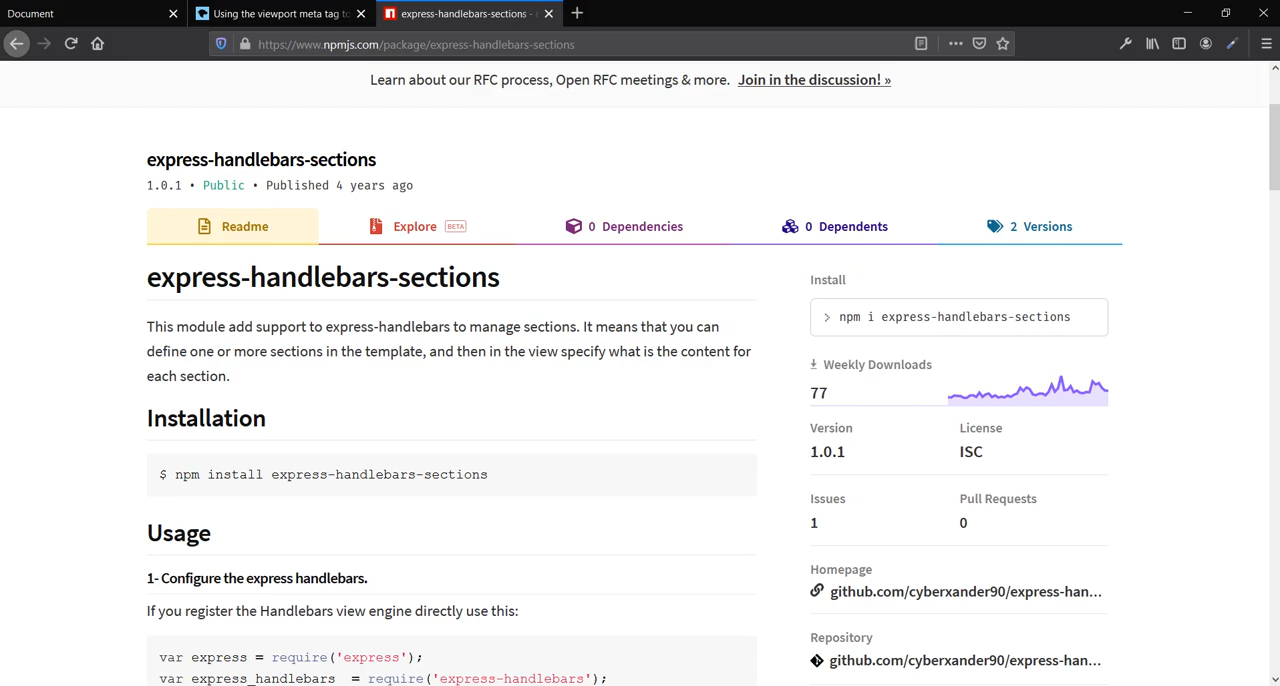 Document
Using the viewport meta tag to
express-handlebars-sections -
https://www.npmjs.com/package/express-handlebars-sections
Learn about our RFC process, Open RFC meetings & more. Join in the discussion! »
express-handlebars-sections
1.0.1 • Public • Published 4 years ago
Readme
Explore BETA
0 Dependencies
0 Dependents
2 Versions
express-handlebars-sections
This module add support to express-handlebars to manage sections. It means that you can
define one or more sections in the template, and then in the view specify what is the content for
each section.
Installation
$ npm install express-handlebars-sections
Usage
1- Configure the express handlebars.
If you register the Handlebars view engine directly use this:
var express = require('express');
var express_handlebars  = require('express-handlebars');
Install
> npm i express-handlebars-sections
Weekly Downloads
77
Version
License
1.0.1
ISC
Issues
Pull Requests
1
0
Homepage
github.com/cyberxander90/express-han...
Repository
github.com/cyberxander90/express-han...